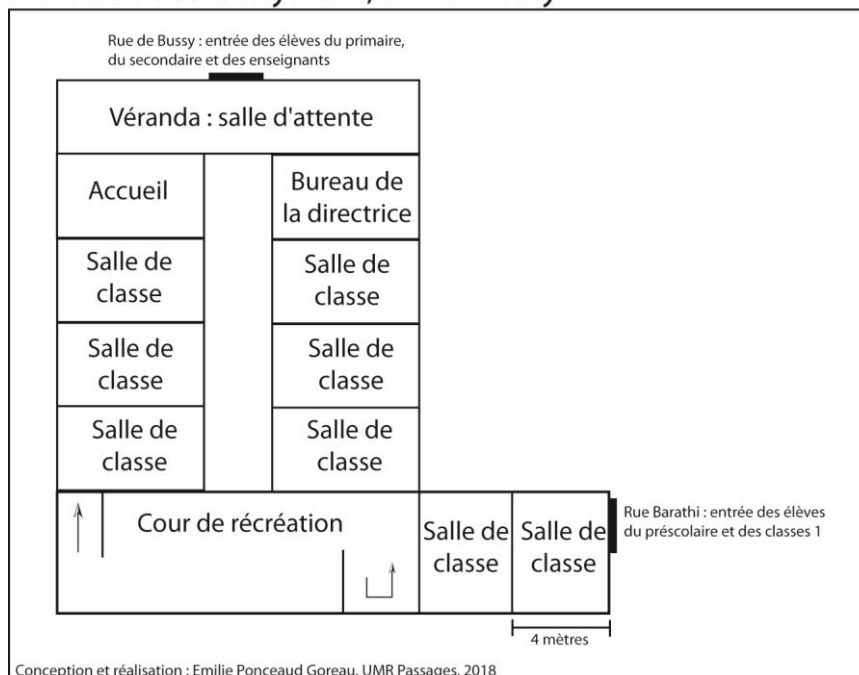 Rue de Bussy : entrée des élèves du primaire,
du secondaire et des enseignants
Véranda : salle d'attente
Accueil
Bureau de
la directrice
Salle de
classe
Salle de
classe
Salle de
classe
Salle de
classe
Salle de
classe
Salle de
classe
Cour de récréation
Salle de
classe
Salle de
classe
Rue Barathi : entrée des élèves
du préscolaire et des classes 1
4 mètres
Conception et réalisation : Emilie Ponceaud Goreau, UMR Passages, 2018